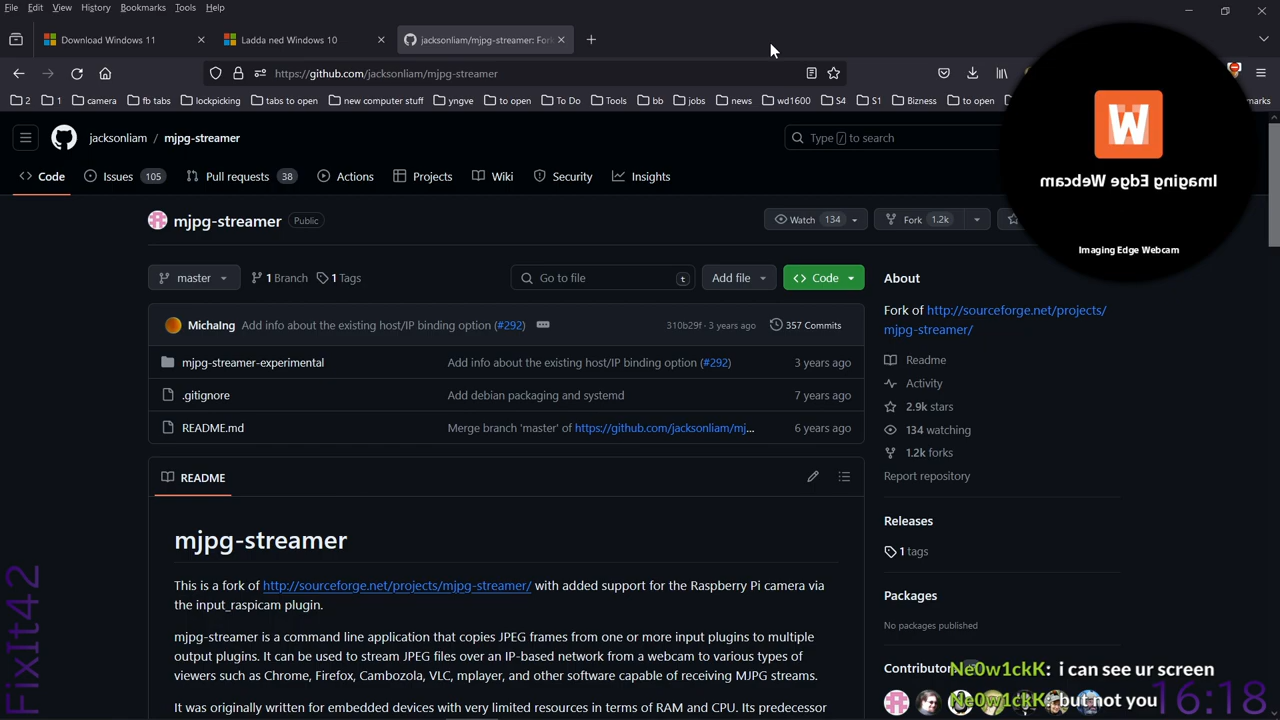 File Edit View History Bookmarks Tools Help
Download Windows 11
Ladda ned Windows 10
jacksonliam/mjpg-streamer: Fork
https://github.com/jacksonliam/mjpg-streamer
2 1 camera fb tabs lockpicking tabs to open new computer stuff yngve to open To Do Tools bb jobs news wd1600 S4 S1 Bizness to open
jacksonliam / mjpg-streamer
Type / to search
W
Imaging Edge Webcam
Imaging Edge Webcam
Code Issues 105 Pull requests 38 Actions Projects Wiki Security Insights
mjpg-streamer Public
Watch 134 Fork 1.2k
master 1 Branch 1 Tags
Go to file t Add file Code
MichaIng Add info about the existing host/IP binding option (#292)
310b29f · 3 years ago 357 Commits
mjpg-streamer-experimental Add info about the existing host/IP binding option (#292) 3 years ago
.gitignore Add debian packaging and systemd 7 years ago
README.md Merge branch 'master' of https://github.com/jacksonliam/mj... 6 years ago
README
mjpg-streamer
This is a fork of http://sourceforge.net/projects/mjpg-streamer/ with added support for the Raspberry Pi camera via
the input_raspicam plugin.
mjpg-streamer is a command line application that copies JPEG frames from one or more input plugins to multiple
output plugins. It can be used to stream JPEG files over an IP-based network from a webcam to various types of
viewers such as Chrome, Firefox, Cambozola, VLC, mplayer, and other software capable of receiving MJPG streams.
It was originally written for embedded devices with very limited resources in terms of RAM and CPU. Its predecessor
About
Fork of http://sourceforge.net/projects/
mjpg-streamer/
Readme
Activity
2.9k stars
134 watching
1.2k forks
Report repository
Releases
1 tags
Packages
No packages published
Contributors
Ne0w1ckK: i can see ur screen
Ne0w1ckK: but not you
16:18
FixIt42